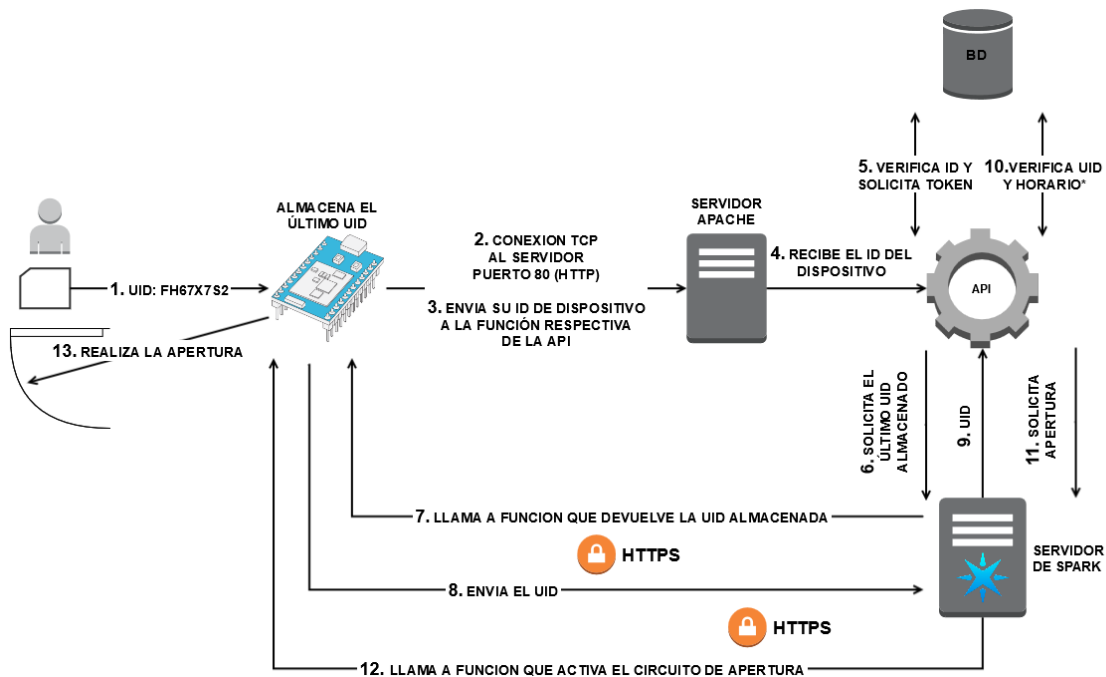 BD
5. VERIFICA ID Y
SOLICITA TOKEN
10.VERIFICA UID
Y HORARIO*
ALMACENA EL
ÚLTIMO UID
SERVIDOR
APACHE
2. CONEXION TCP
AL SERVIDOR
PUERTO 80 (HTTP)
4. RECIBE EL ID DEL
DISPOSITIVO
API
1. UID: FH67X7S2
3. ENVIA SU ID DE DISPOSITIVO
A LA FUNCIÓN RESPECTIVA
DE LA API
13. REALIZA LA APERTURA
6. SOLICITA EL
ÚLTIMO UID
ALMACENADO
9. UID
11. SOLICITA
APERTURA
7. LLAMA A FUNCION QUE DEVUELVE LA UID ALMACENADA
HTTPS
SERVIDOR
DE SPARK
8. ENVIA EL UID
HTTPS
12. LLAMA A FUNCION QUE ACTIVA EL CIRCUITO DE APERTURA